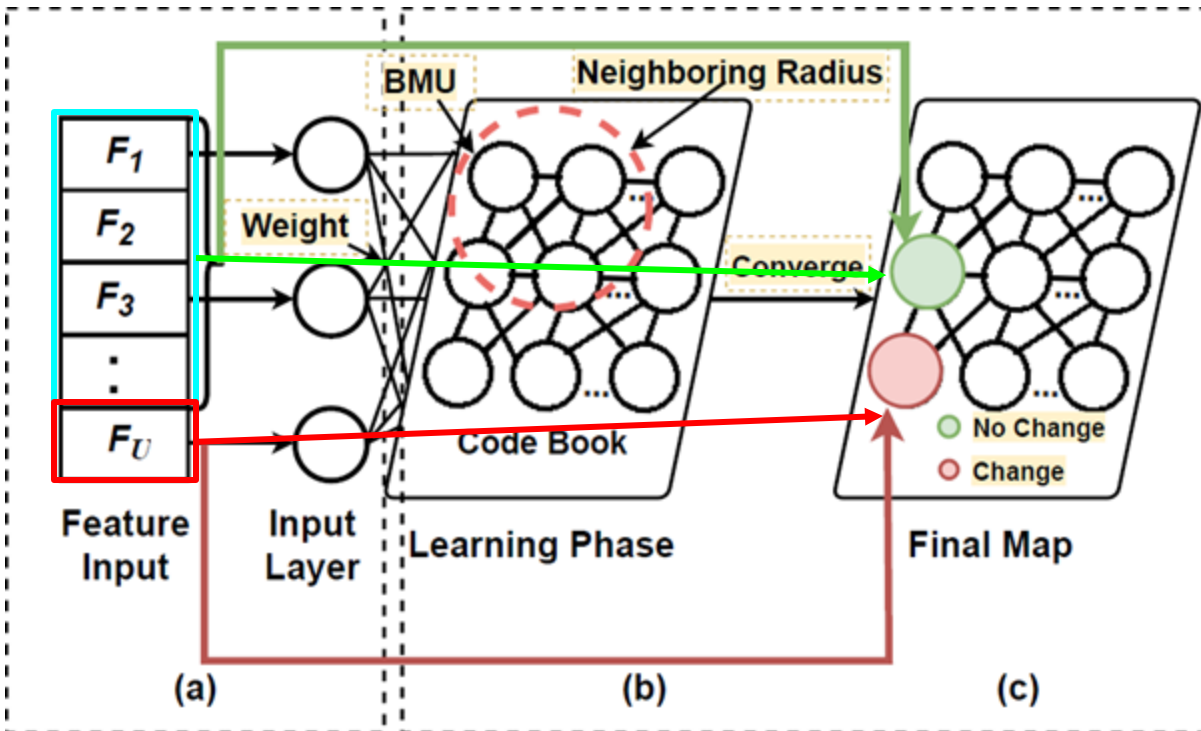 BMU
Neighboring Radius
F1
F2
F3
:
FU
Weight
...
...
...
Converge
...
...
...
Code Book
No Change
Change
Feature
Input
Input
Layer
Learning Phase
Final Map
(a)
(b)
(c)